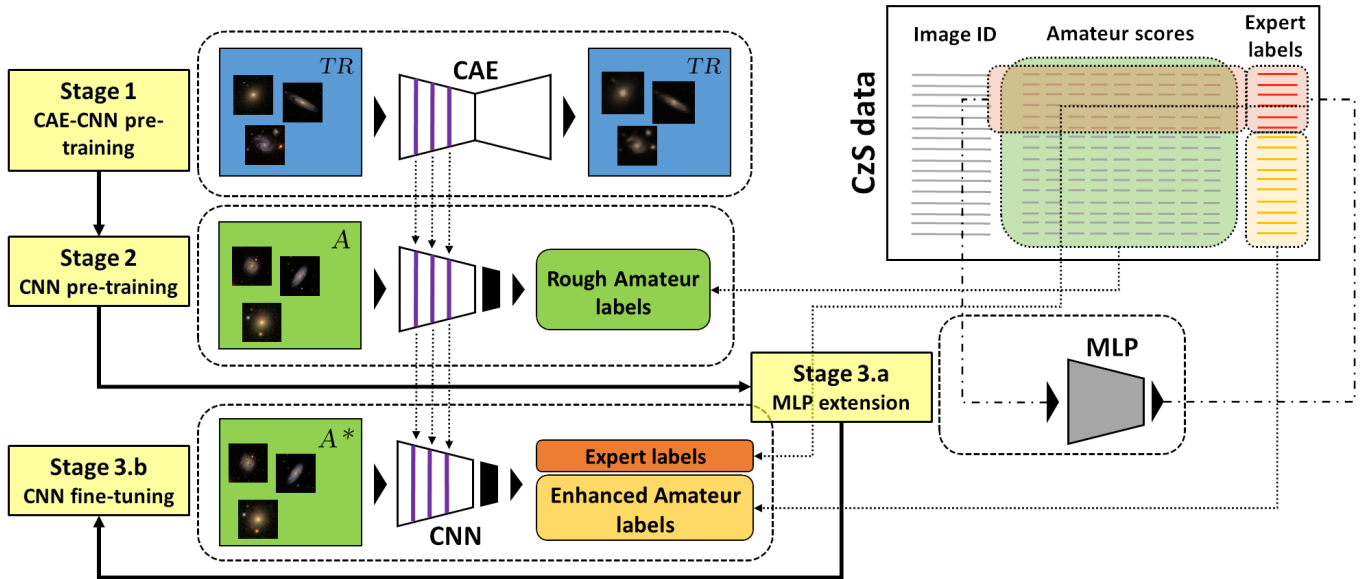 Stage 1
CAE-CNN pre-
training
TR
CAE
TR
Stage 2
CNN pre-training
A
Rough Amateur
labels
Stage 3.a
MLP extension
Stage 3.b
CNN fine-tuning
A*
CNN
Expert labels
Enhanced Amateur
labels
CzS data
Image ID
Amateur scores
Expert
labels
MLP